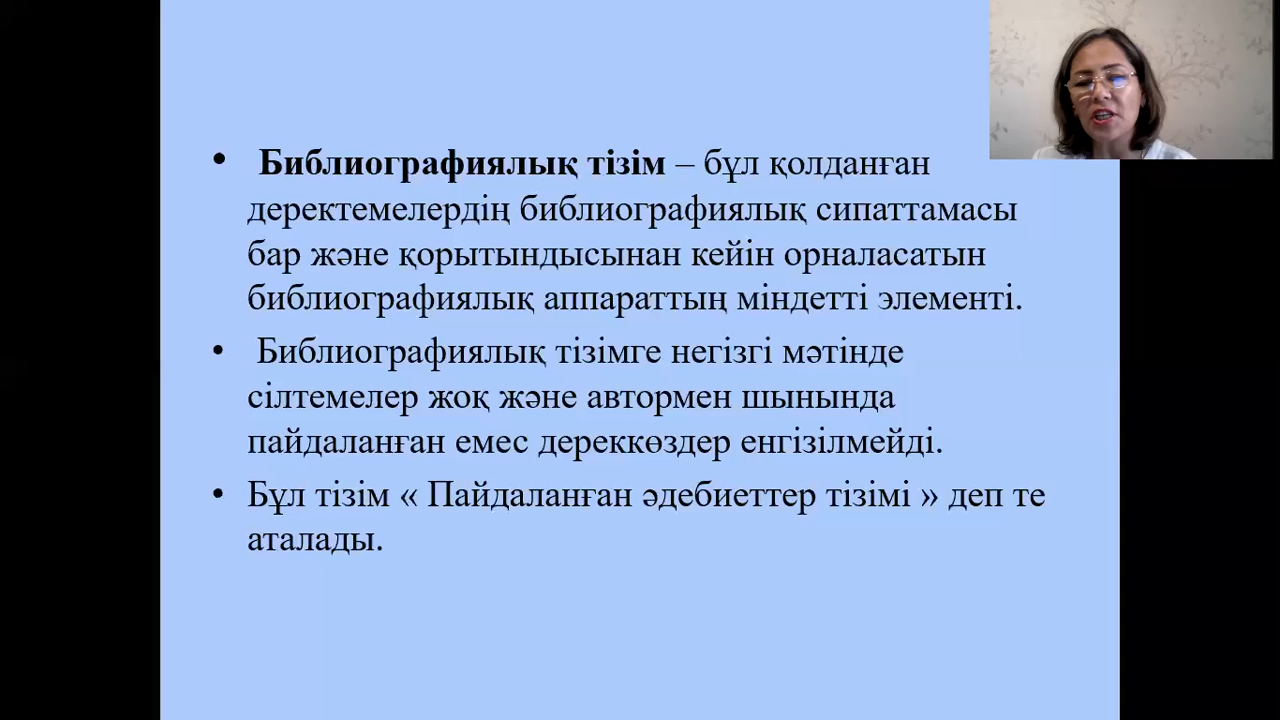 • Библиографиялық тізім – бұл қолданған
деректемелердің библиографиялық сипаттамасы
бар және қорытындысынан кейін орналасатын
библиографиялық аппараттың міндетті элементі.
• Библиографиялық тізімге негізгі мәтінде
сілтемелер жоқ және автормен шынында
пайдаланған емес дереккөздер енгізілмейді.
• Бұл тізім « Пайдаланған әдебиеттер тізімі » деп те
аталады.